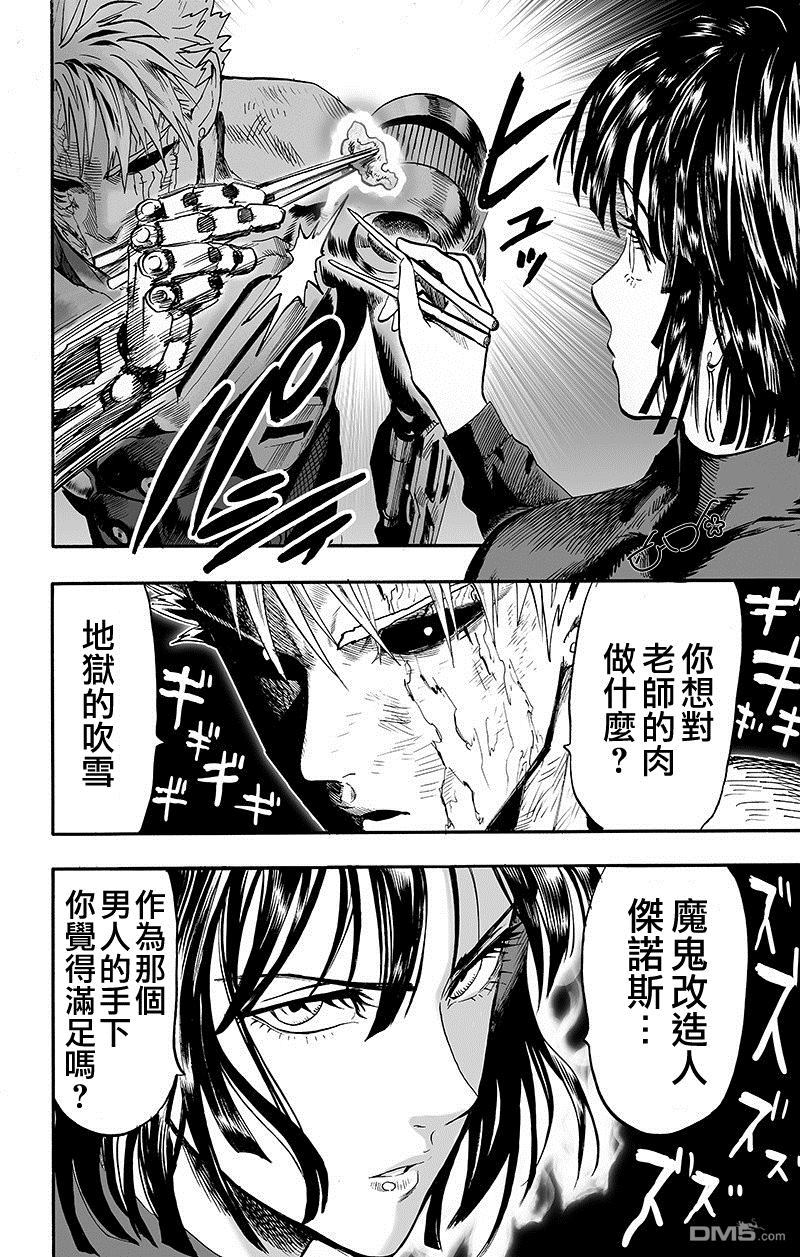 ヒュッ
パシィ
你想對
老師的肉
做什麼？
地獄的吹雪
ギギギ
ギギギ
魔鬼改造人
傑諾斯…
作為那個
男人的手下
你覺得滿足嗎？
ズズズ
ズズズ
DM5.com